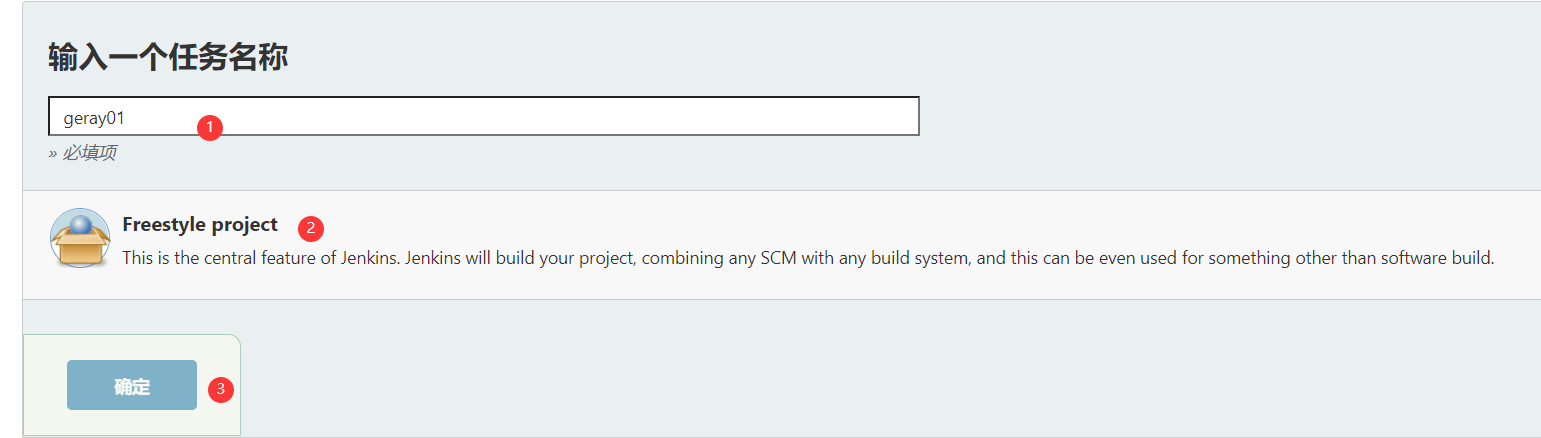 输入一个任务名称
geray01
1
» 必填项
Freestyle project
2
This is the central feature of Jenkins. Jenkins will build your project, combining any SCM with any build system, and this can be even used for something other than software build.
确定
3